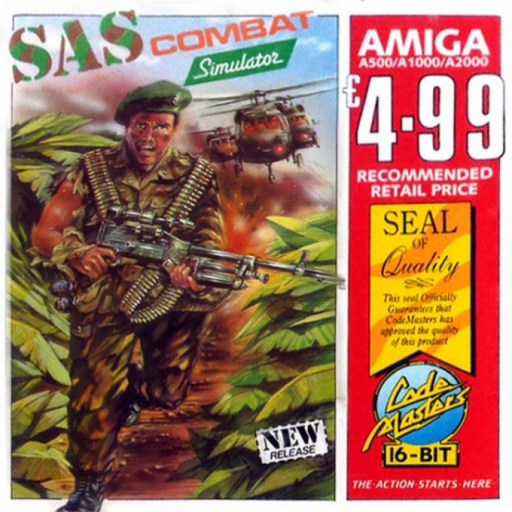 SAS COMBAT
Simulator
NEW
RELEASE
AMIGA
A500/A1000/A2000
£4·99
RECOMMENDED
RETAIL PRICE
SEAL
OF
Quality
This seal Officially
Guarantees that
CodeMasters has
approved the quality
of this product
Code
Masters
16-BIT
THE·ACTION·STARTS·HERE·